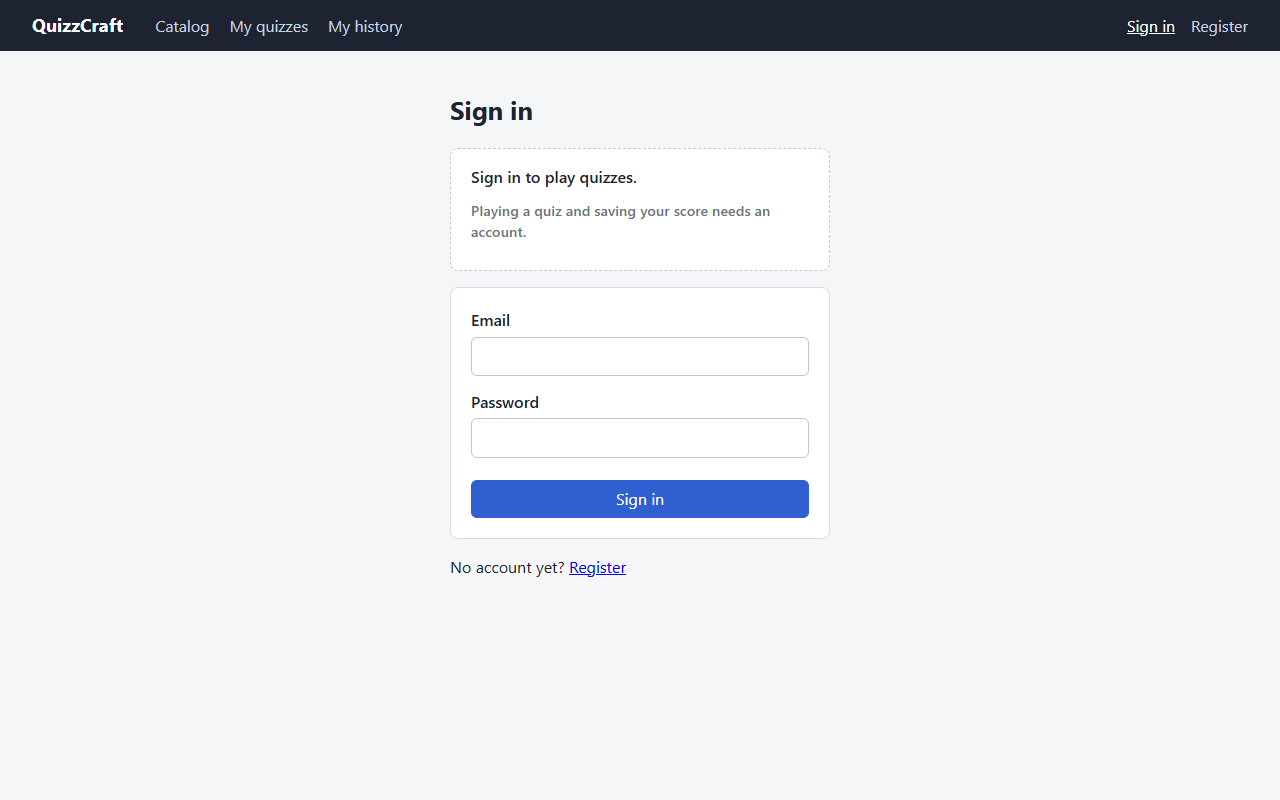 QuizzCraft Catalog My quizzes My history Sign in Register
Sign in
Sign in to play quizzes.
Playing a quiz and saving your score needs an
account.
Email
Password
Sign in
No account yet? Register